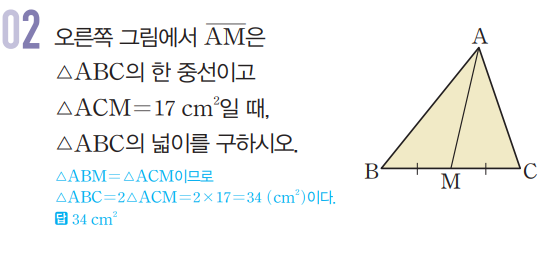 02
오른쪽 그림에서 A̅M̅은
△ABC의 한 중선이고
△ACM=17 cm²일 때,
△ABC의 넓이를 구하시오.
△ABM=△ACM이므로
△ABC=2△ACM=2×17=34 (cm²)이다.
답 34 cm²
A
B
M
C